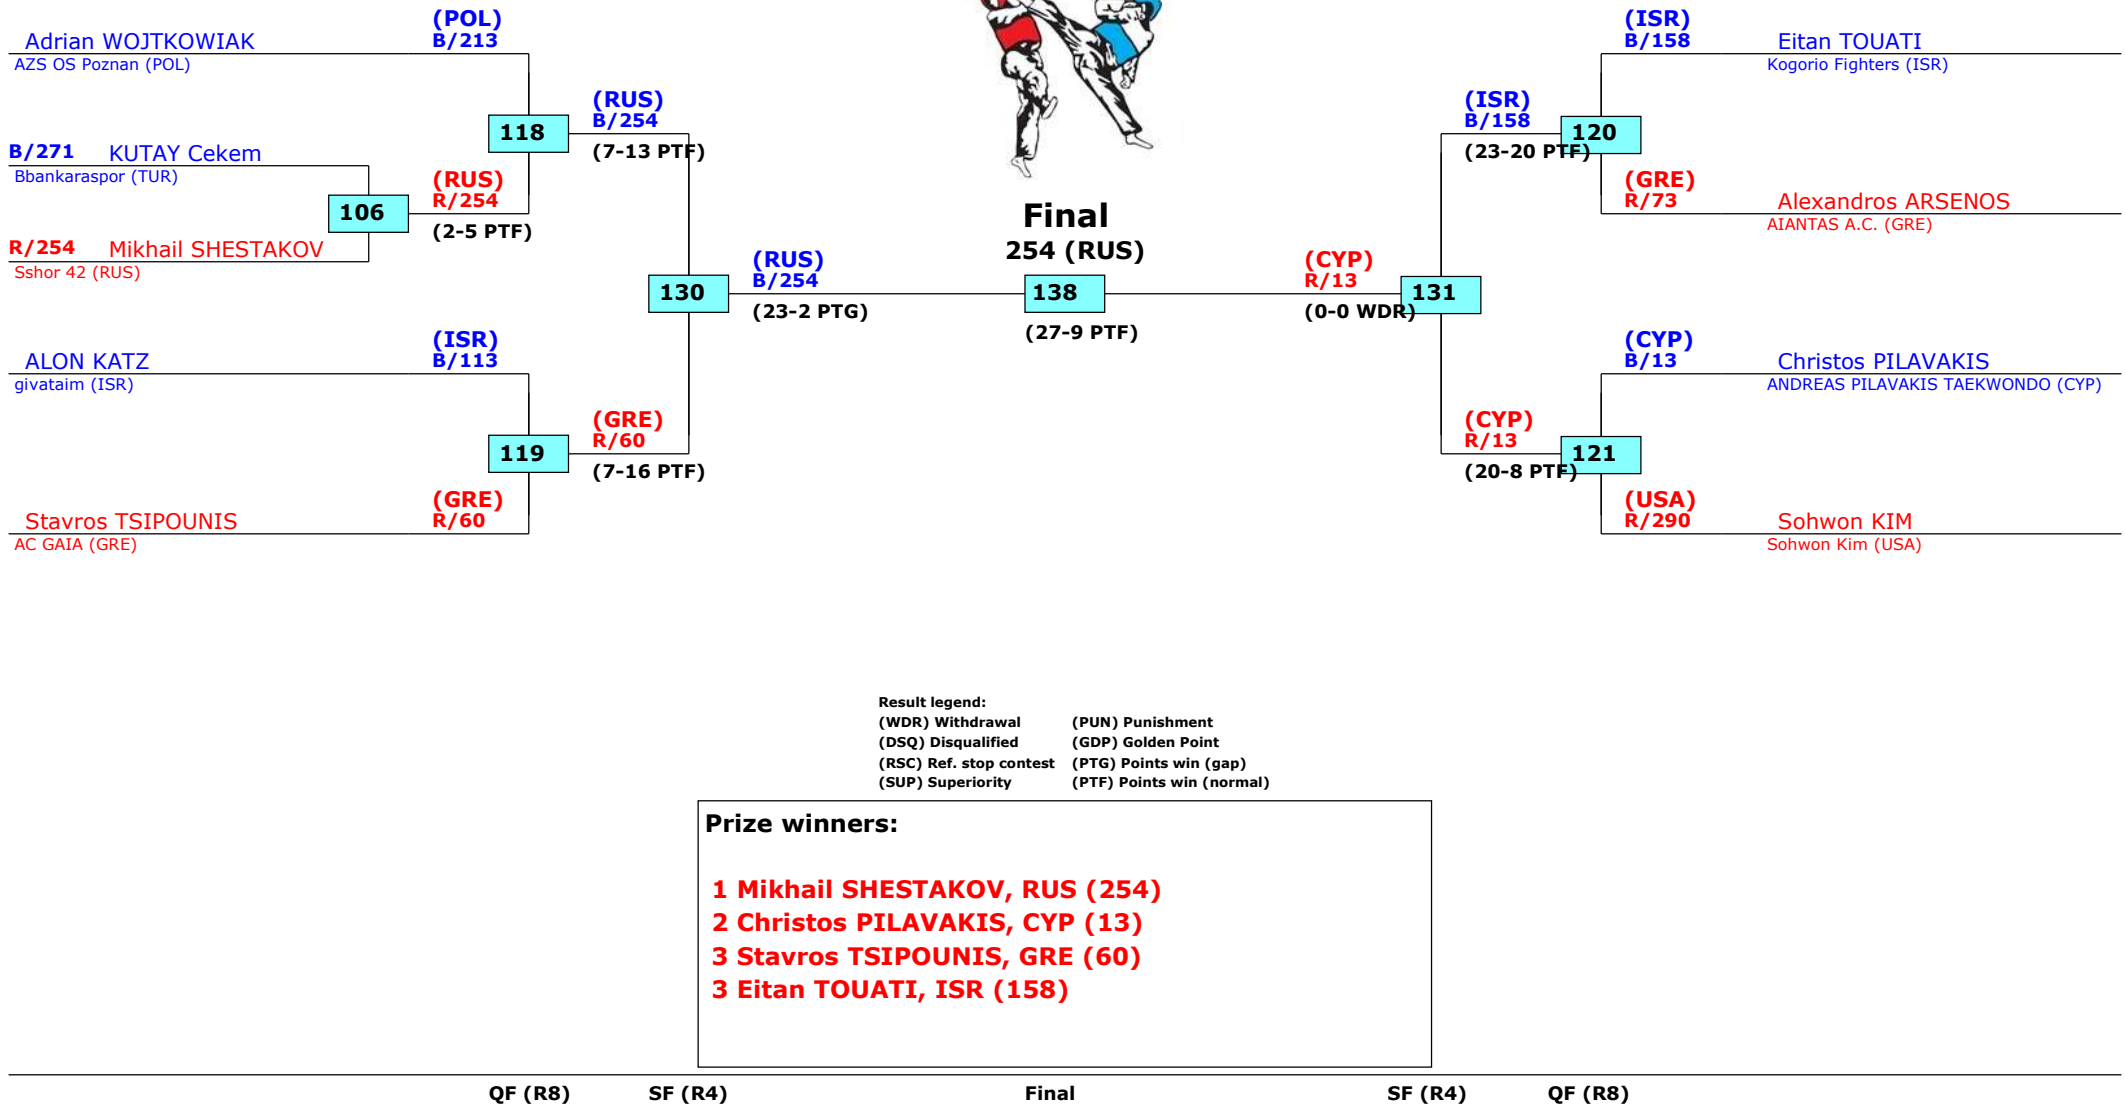 (POL)
Adrian WOJTKOWIAK B/213
AZS OS Poznan (POL)
(RUS)
B/254
118
(7-13 PTF)
B/271 KUTAY Cekem
Bbankaraspor (TUR)
(RUS)
R/254
106
(2-5 PTF)
R/254 Mikhail SHESTAKOV
Sshor 42 (RUS)
(RUS)
B/254
130
(23-2 PTG)
(ISR)
ALON KATZ B/113
givataim (ISR)
(GRE)
R/60
119
(7-16 PTF)
(GRE)
Stavros TSIPOUNIS R/60
AC GAIA (GRE)
Final
254 (RUS)
138
(27-9 PTF)
(ISR)
B/158 Eitan TOUATI
Kogorio Fighters (ISR)
(ISR)
B/158
120
(23-20 PTF)
(GRE)
R/73 Alexandros ARSENOS
AIANTAS A.C. (GRE)
(CYP)
R/13
131
(0-0 WDR)
(CYP)
B/13 Christos PILAVAKIS
ANDREAS PILAVAKIS TAEKWONDO (CYP)
(CYP)
R/13
121
(20-8 PTF)
(USA)
R/290 Sohwon KIM
Sohwon Kim (USA)
Result legend:
(WDR) Withdrawal (PUN) Punishment
(DSQ) Disqualified (GDP) Golden Point
(RSC) Ref. stop contest (PTG) Points win (gap)
(SUP) Superiority (PTF) Points win (normal)
Prize winners:
1 Mikhail SHESTAKOV, RUS (254)
2 Christos PILAVAKIS, CYP (13)
3 Stavros TSIPOUNIS, GRE (60)
3 Eitan TOUATI, ISR (158)
QF (R8) SF (R4) Final SF (R4) QF (R8)